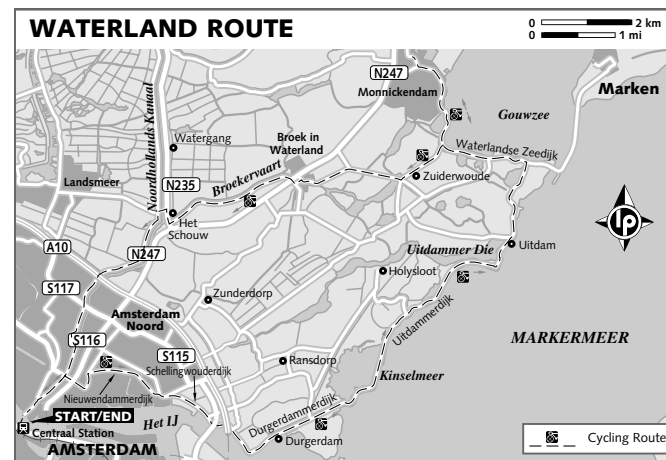 WATERLAND ROUTE
0 2 km
0 1 mi
N247
Monnickendam
Gouwzee
Marken
Noordhollands Kanaal
Watergang
Broek in
Waterland
Waterlandse Zeedijk
Landsmeer
N235
Broekervaart
Zuiderwoude
Het
Schouw
lp
A10
N247
Uitdammer Die
Uitdam
S117
Holysloot
Zunderdorp
Amsterdam
Noord
Uitdammerdijk
MARKERMEER
S116
S115
Schellingwouderdijk
Ransdorp
Kinselmeer
Nieuwendammerdijk
START/END
Het IJ
Durgerdammerdijk
Centraal Station
Durgerdam
AMSTERDAM
Cycling Route